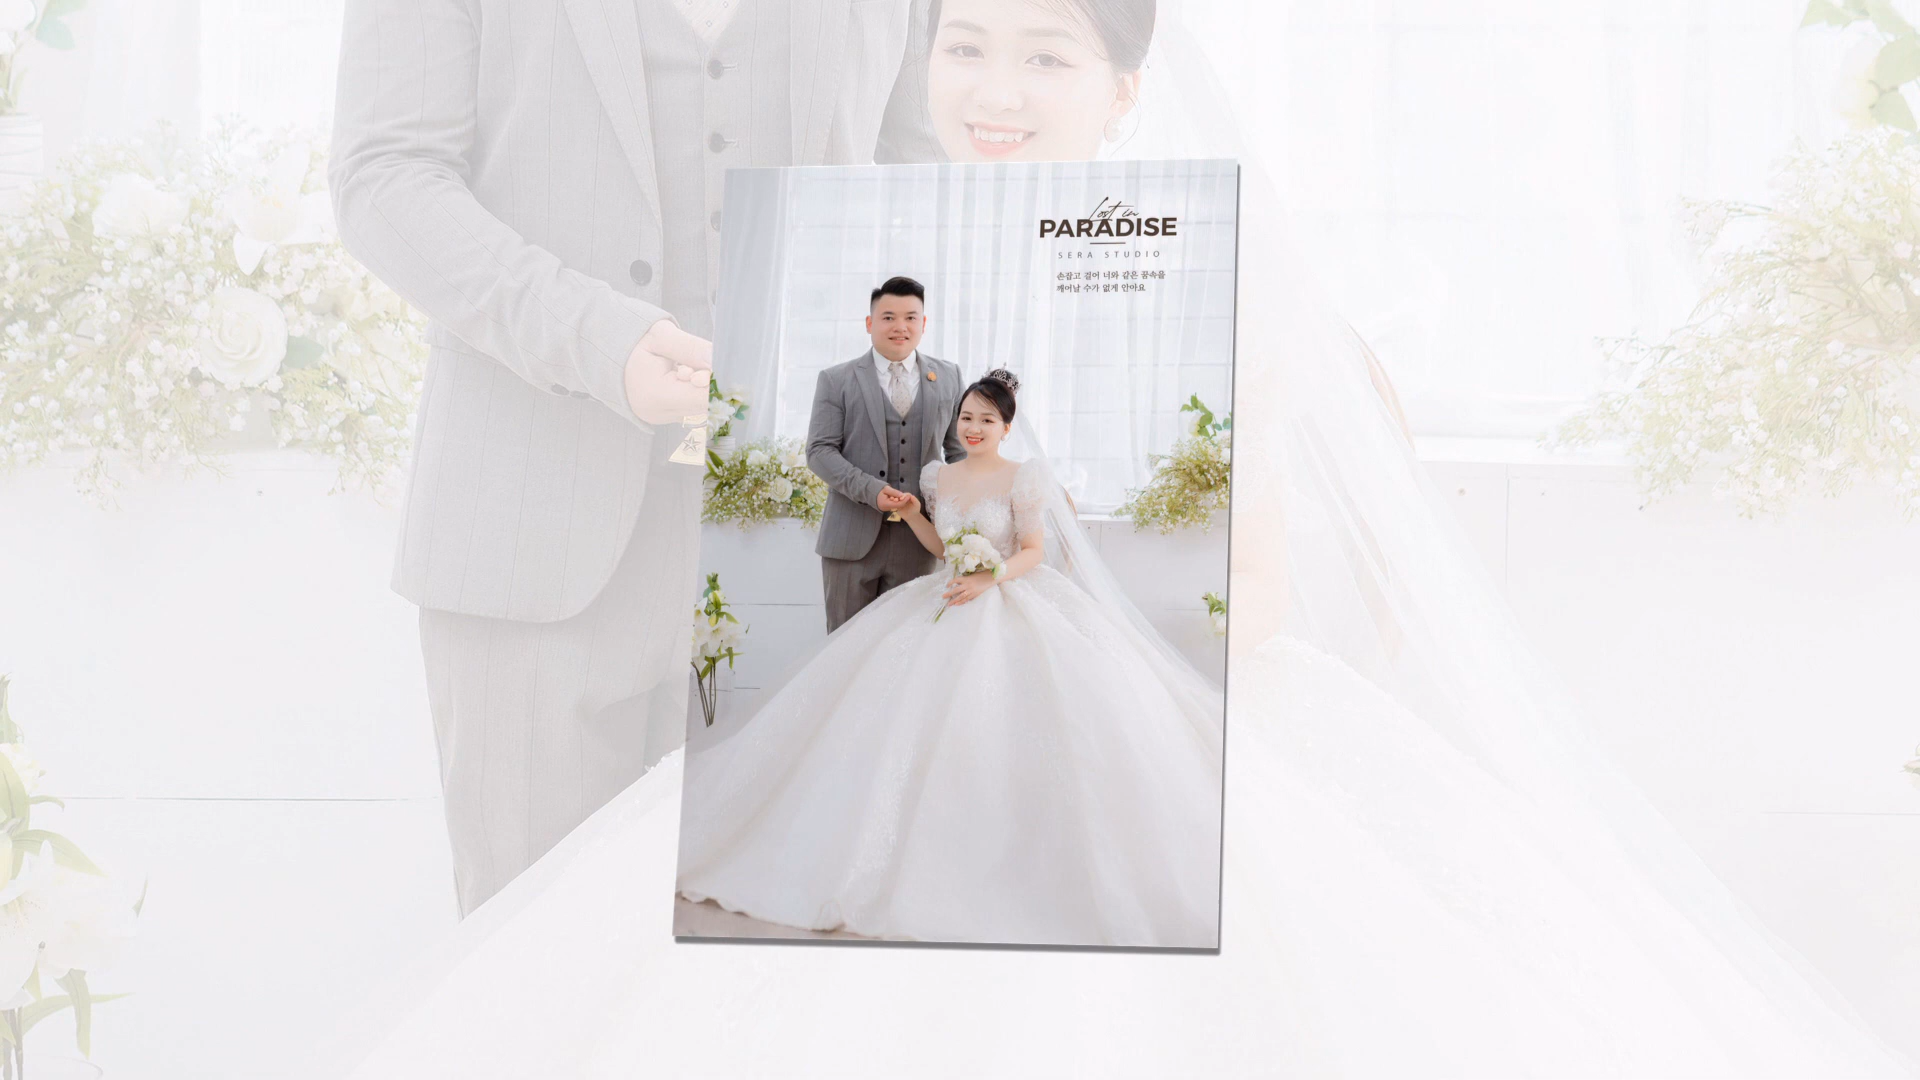 Lost in
PARADISE
SERA STUDIO
손잡고 걸어 너와 같은 꿈속을
깨어날 수가 없게 안아요